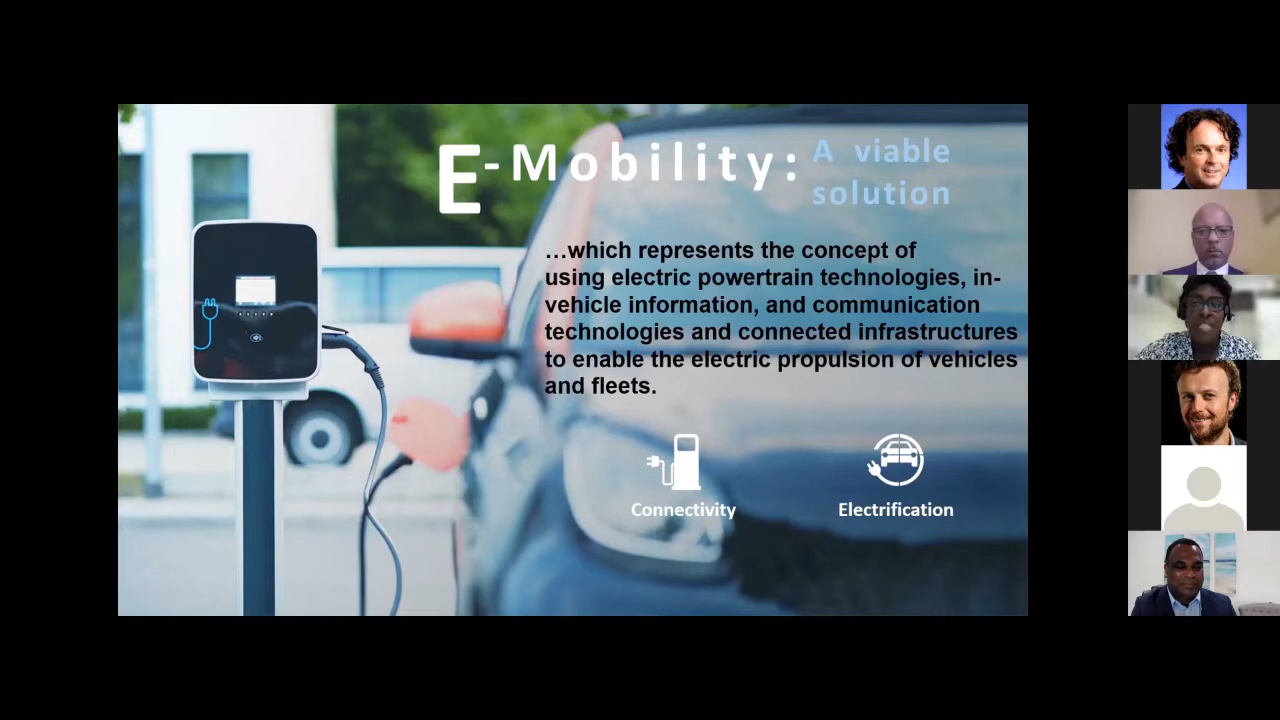 E-Mobility: A viable
solution
…which represents the concept of
using electric powertrain technologies, in-
vehicle information, and communication
technologies and connected infrastructures
to enable the electric propulsion of vehicles
and fleets.
Connectivity
Electrification